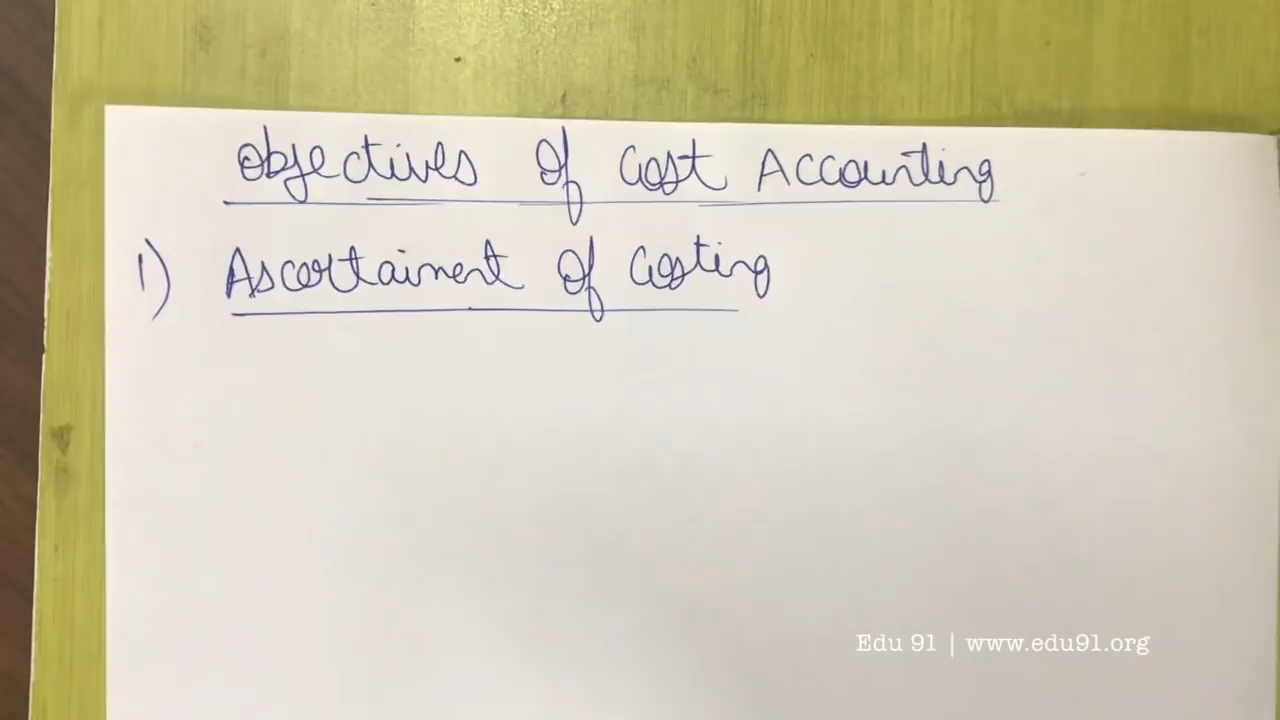 Objectives Of Cost Accounting
1) Ascertainment Of Costing
Edu 91 | www.edu91.org